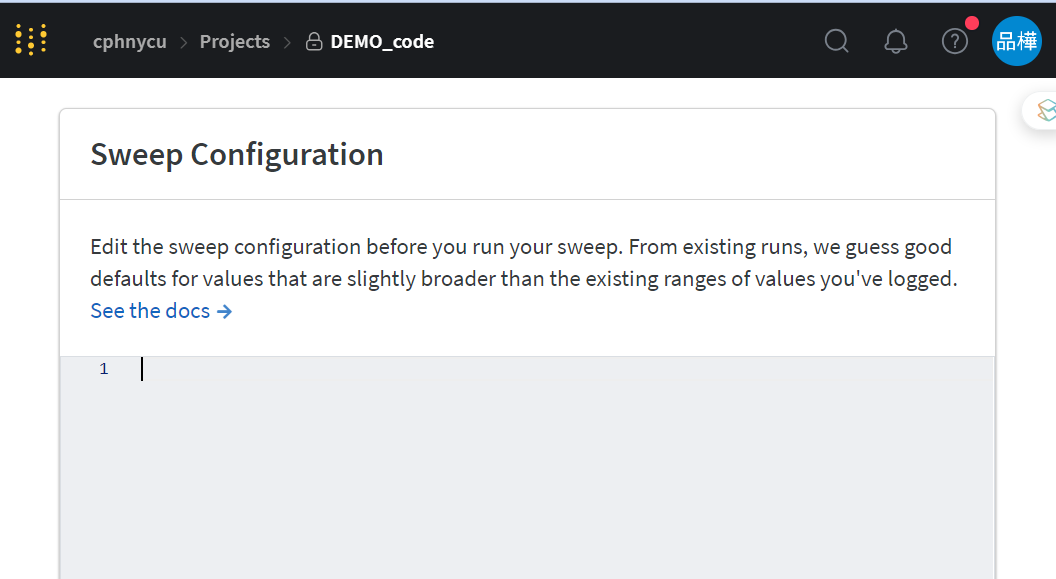 cphnycu > Projects > DEMO_code
品樺
Sweep Configuration
Edit the sweep configuration before you run your sweep. From existing runs, we guess good
defaults for values that are slightly broader than the existing ranges of values you've logged.
See the docs →
1